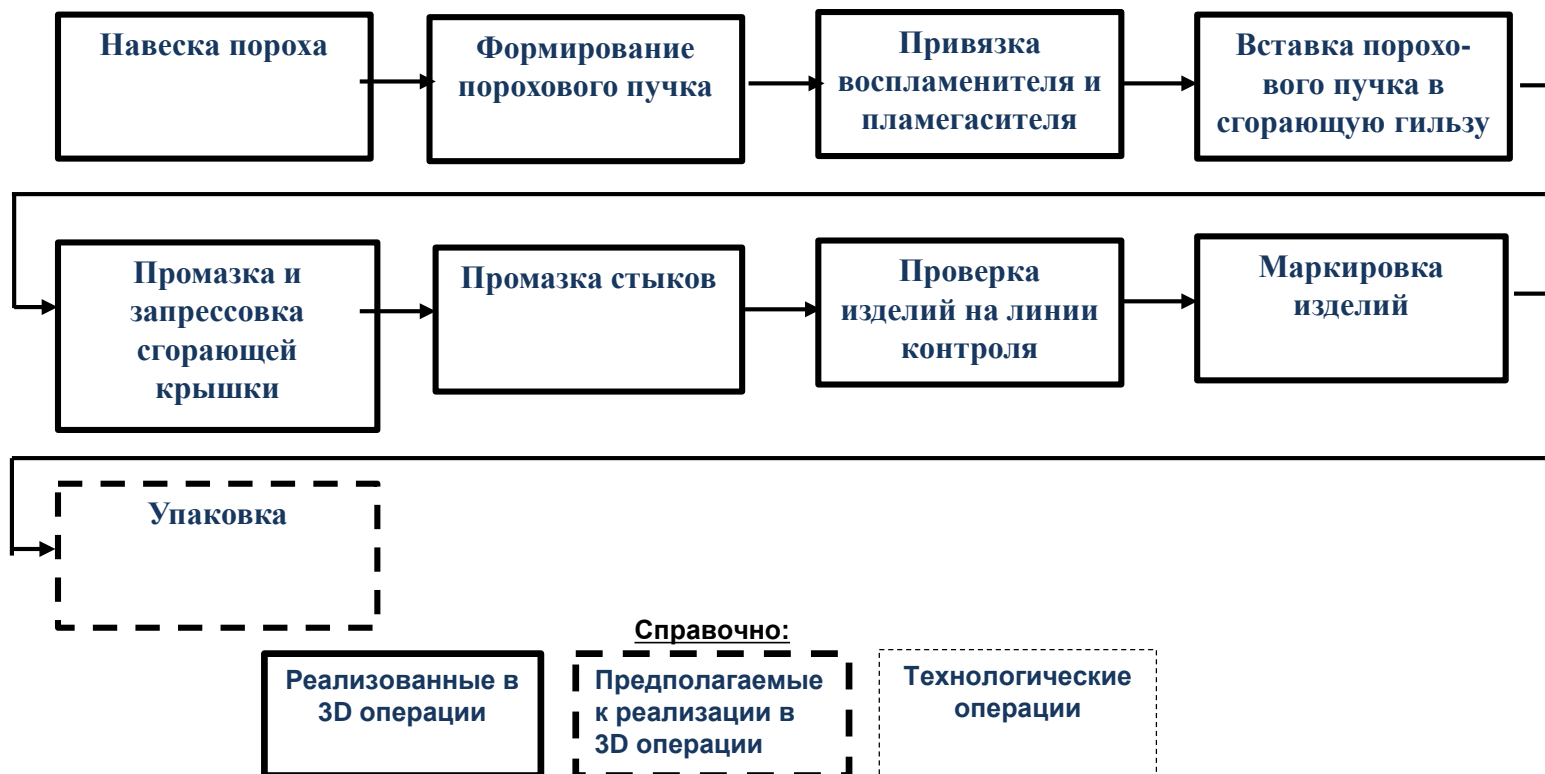 Навеска пороха
Формирование
порохового пучка
Привязка
воспламенителя и
пламегасителя
Вставка порохо-
вого пучка в
сгорающую гильзу
Промазка и
запрессовка
сгорающей
крышки
Промазка стыков
Проверка
изделий на линии
контроля
Маркировка
изделий
Упаковка
Справочно:
Реализованные в
3D операции
Предполагаемые
к реализации в
3D операции
Технологические
операции